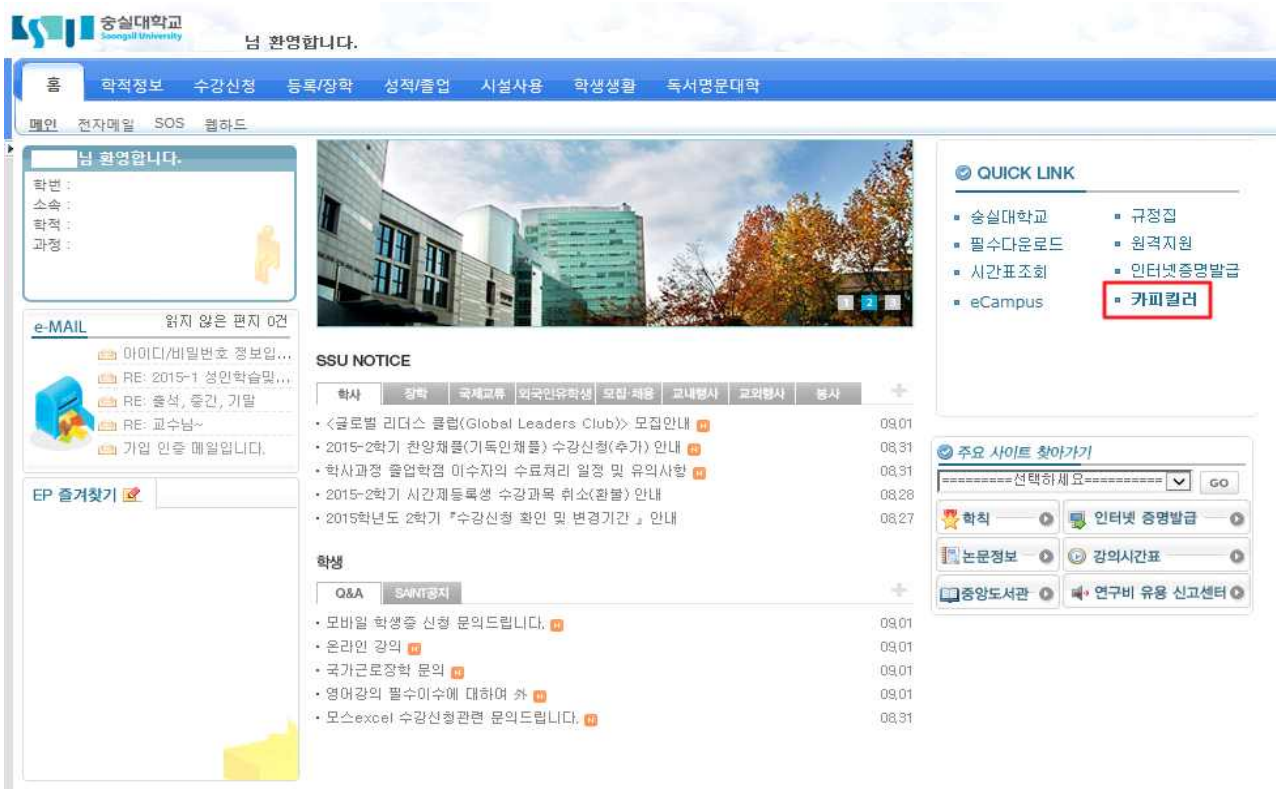 숭실대학교
Soongsil University
님 환영합니다.
홈 학적정보 수강신청 등록/장학 성적/졸업 시설사용 학생생활 독서명문대학
메인 전자메일 SOS 웹하드
님 환영합니다.
학번 :
소속 :
학적 :
과정 :
e-MAIL 읽지 않은 편지 0건
아이디/비밀번호 정보입...
RE: 2015-1 성인학습및...
RE: 출석, 중간, 기말
RE: 교수님~
가입 인증 메일입니다.
EP 즐겨찾기
1 2 3
SSU NOTICE
학사 장학 국제교류 외국인유학생 모집·채용 교내행사 교외행사 봉사
• <글로벌 리더스 클럽(Global Leaders Club)> 모집안내 N 09.01
• 2015-2학기 찬양채플(기독인채플) 수강신청(추가) 안내 N 08.31
• 학사과정 졸업학점 이수자의 수료처리 일정 및 유의사항 N 08.31
• 2015-2학기 시간제등록생 수강과목 취소(환불) 안내 08.28
• 2015학년도 2학기 『수강신청 확인 및 변경기간 』안내 08.27
학생
Q&A SAINT공지
• 모바일 학생증 신청 문의드립니다. N 09.01
• 온라인 강의 N 09.01
• 국가근로장학 문의 N 09.01
• 영어강의 필수이수에 대하여 外 N 09.01
• 모스excel 수강신청관련 문의드립니다. N 08.31
QUICK LINK
숭실대학교 규정집
필수다운로드 원격지원
시간표조회 인터넷증명발급
eCampus 카피킬러
주요 사이트 찾아가기
=========선택하세요========== GO
학칙 인터넷 증명발급
논문정보 강의시간표
중앙도서관 연구비 유용 신고센터